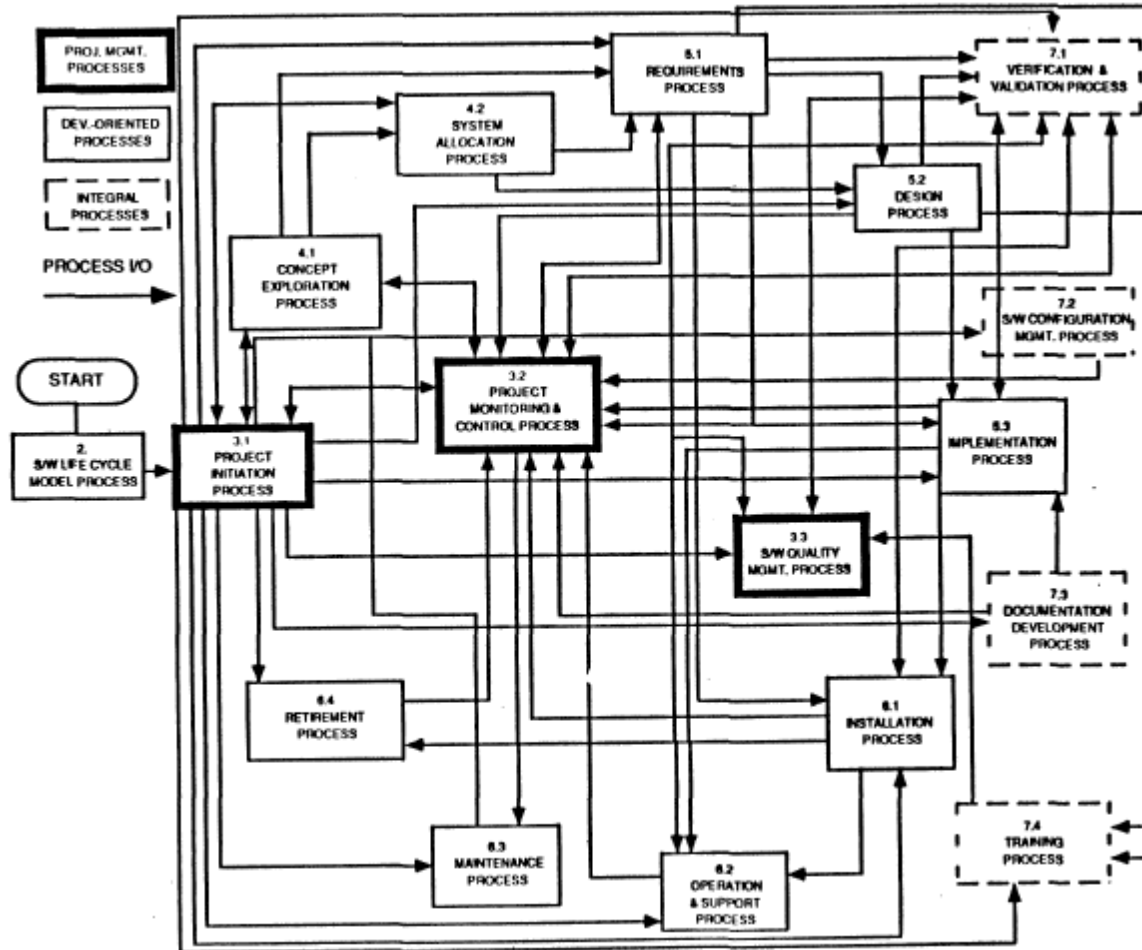 PROJ. MGMT.
PROCESSES
DEV.-ORIENTED
PROCESSES
INTEGRAL
PROCESSES
PROCESS I/O
START
2.
S/W LIFE CYCLE
MODEL PROCESS
3.1
PROJECT
INITIATION
PROCESS
4.1
CONCEPT
EXPLORATION
PROCESS
4.2
SYSTEM
ALLOCATION
PROCESS
5.1
REQUIREMENTS
PROCESS
7.1
VERIFICATION &
VALIDATION PROCESS
5.2
DESIGN
PROCESS
7.2
S/W CONFIGURATION
MGMT. PROCESS
3.2
PROJECT
MONITORING &
CONTROL PROCESS
5.3
IMPLEMENTATION
PROCESS
3.3
S/W QUALITY
MGMT. PROCESS
7.3
DOCUMENTATION
DEVELOPMENT
PROCESS
6.4
RETIREMENT
PROCESS
6.1
INSTALLATION
PROCESS
6.3
MAINTENANCE
PROCESS
6.2
OPERATION
& SUPPORT
PROCESS
7.4
TRAINING
PROCESS